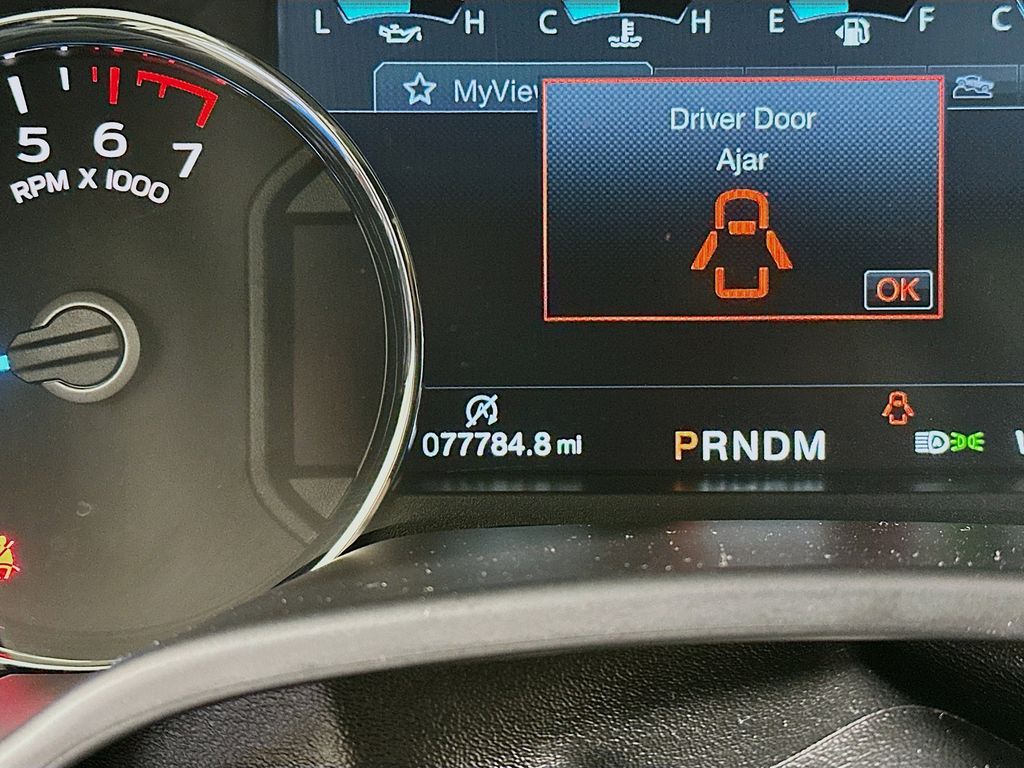 L H C H E F C
MyView
Driver Door
Ajar
OK
5 6 7
RPM X 1000
077784.8 mi
PRNDM